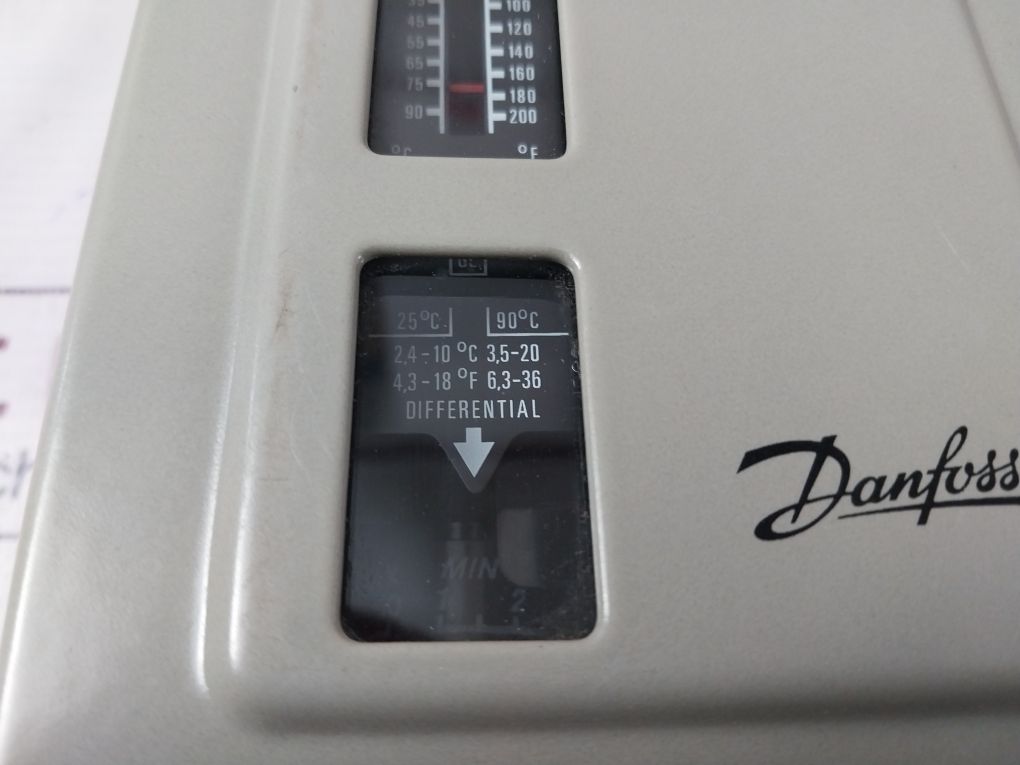 35 100
45 120
55 140
65 160
75 180
90 200
°C °F
25°C 90°C
2,4-10 °C 3,5-20
4,3-18 °F 6,3-36
DIFFERENTIAL
Danfoss
MIN
2